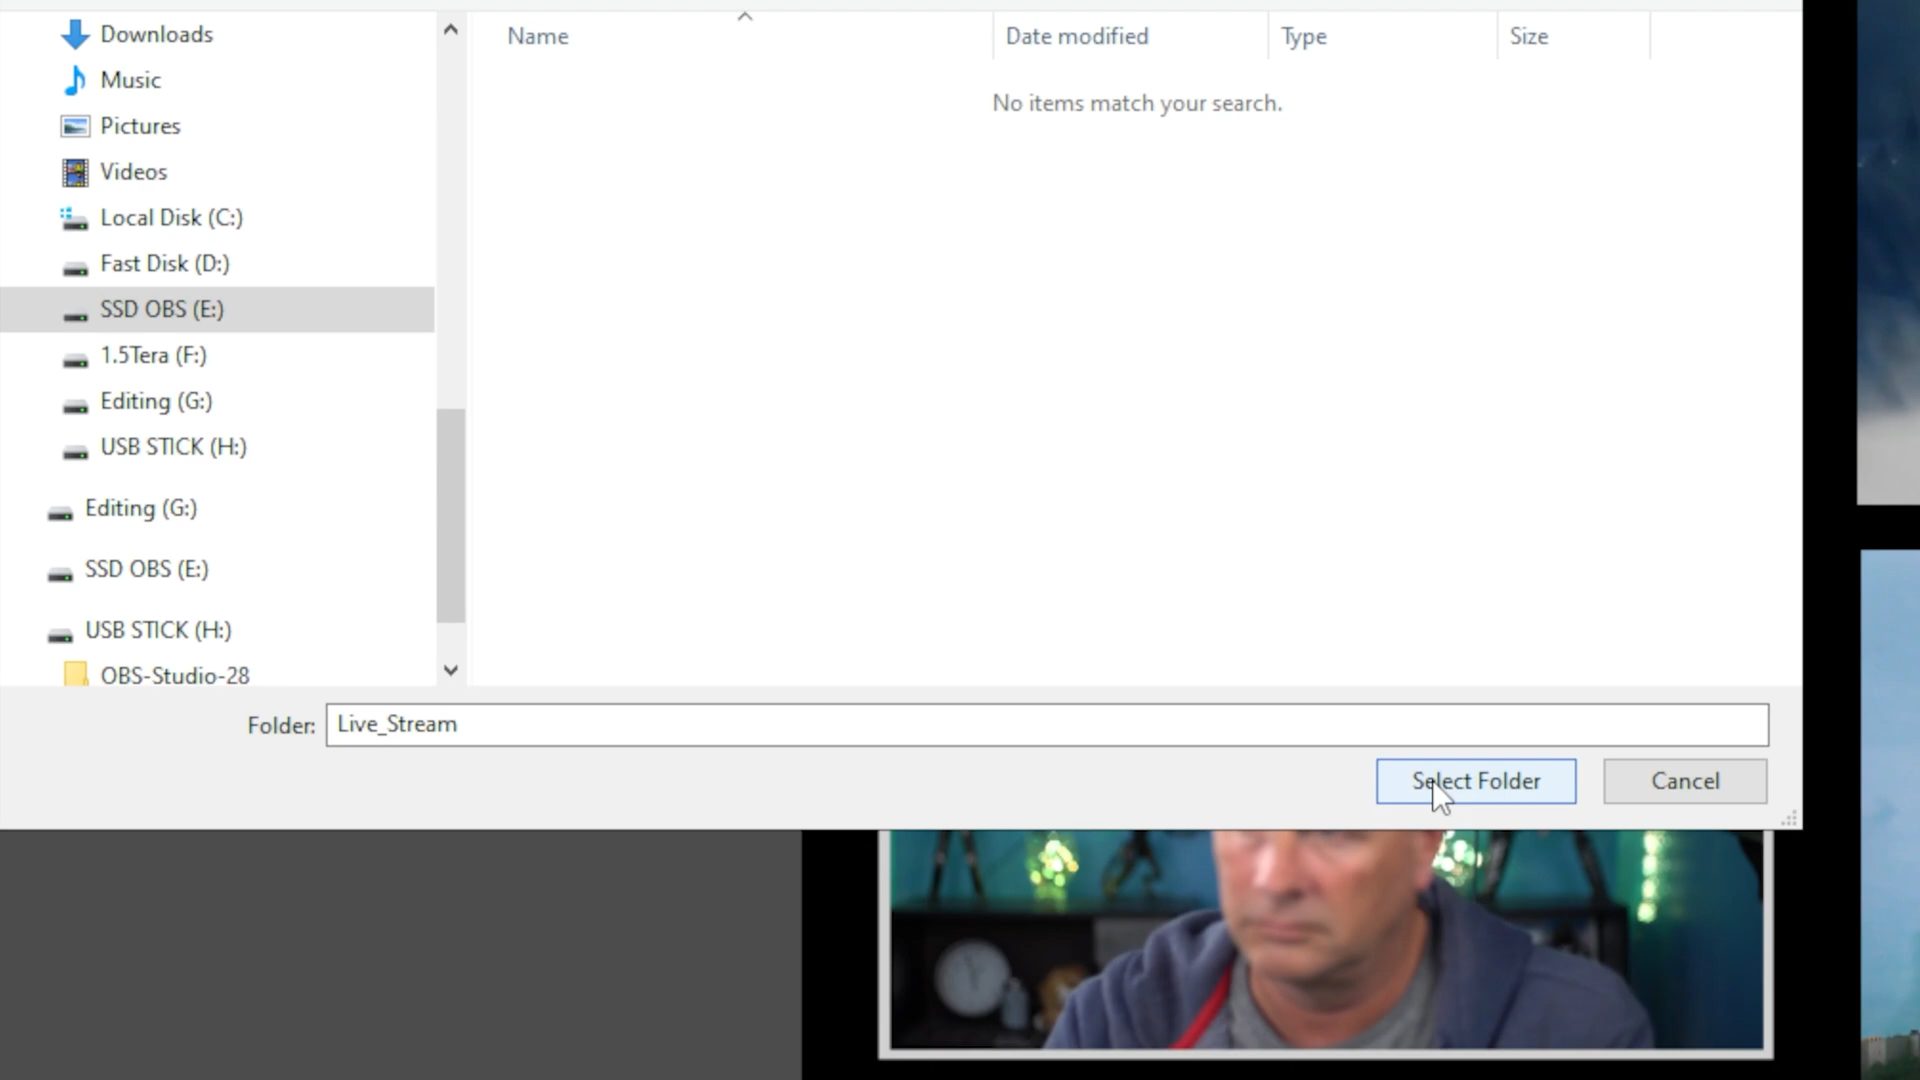 Downloads
Music
Pictures
Videos
Local Disk (C:)
Fast Disk (D:)
SSD OBS (E:)
1.5Tera (F:)
Editing (G:)
USB STICK (H:)
Editing (G:)
SSD OBS (E:)
USB STICK (H:)
OBS-Studio-28
Name Date modified Type Size
No items match your search.
Folder: Live_Stream
Select Folder Cancel